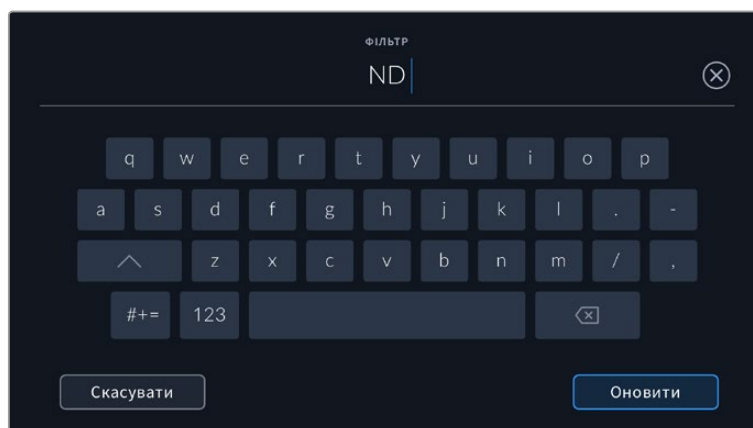 ФІЛЬТР
ND
q w e r t y u i o p
a s d f g h j k l . -
z x c v b n m / ,
#+= 123
Скасувати Оновити